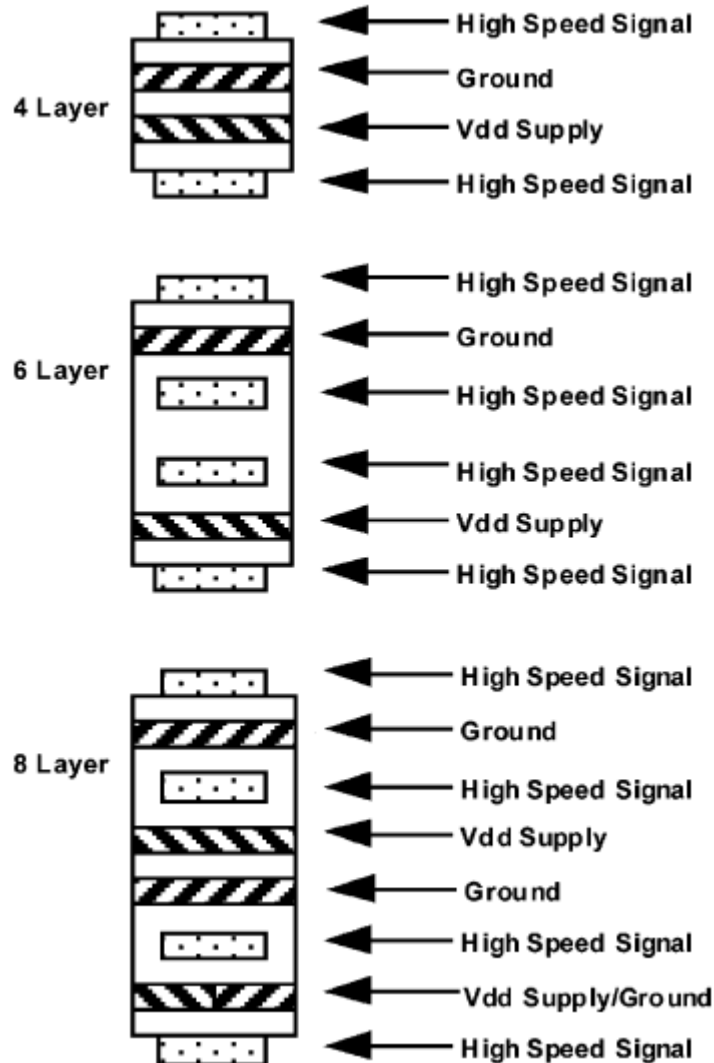 High Speed Signal
Ground
4 Layer
Vdd Supply
High Speed Signal
High Speed Signal
Ground
6 Layer
High Speed Signal
High Speed Signal
Vdd Supply
High Speed Signal
High Speed Signal
Ground
8 Layer
High Speed Signal
Vdd Supply
Ground
High Speed Signal
Vdd Supply/Ground
High Speed Signal